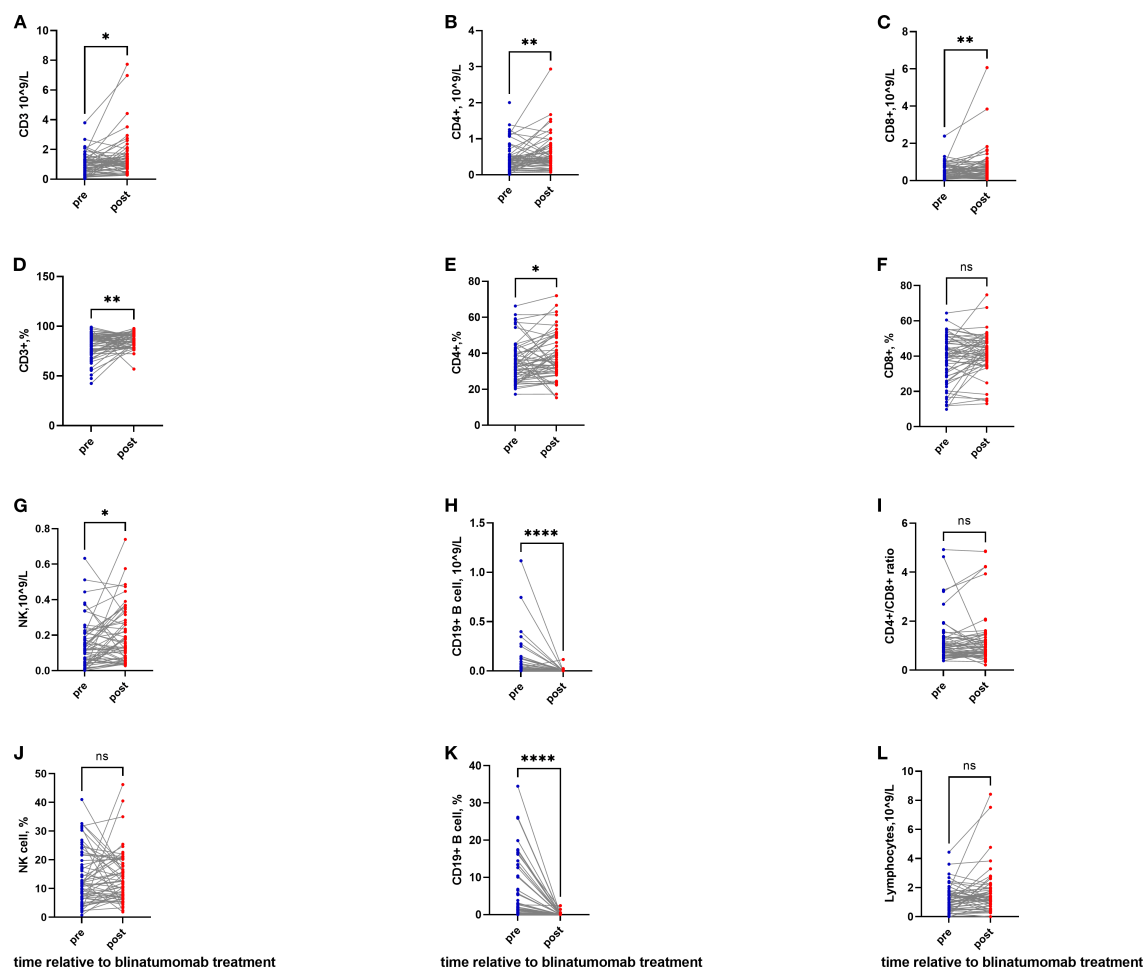 A
B
C
CD3 10^9/L
10
8
6
4
2
0
*
pre
post
CD4+, 10^9/L
4
3
2
1
0
**
pre
post
CD8+,10^9/L
8
6
4
2
0
**
pre
post
D
E
F
CD3+,%
150
100
50
0
**
pre
post
CD4+,%
80
60
40
20
0
*
pre
post
CD8+, %
80
60
40
20
0
ns
pre
post
G
H
I
NK,10^9/L
0.8
0.6
0.4
0.2
0.0
*
pre
post
CD19+ B cell, 10^9/L
1.5
1.0
0.5
0.0
****
pre
post
CD4+/CD8+ ratio
6
4
2
0
ns
pre
post
J
K
L
NK cell, %
50
40
30
20
10
0
ns
pre
post
CD19+ B cell, %
40
30
20
10
0
****
pre
post
Lymphocytes,10^9/L
10
8
6
4
2
0
ns
pre
post
time relative to blinatumomab treatment
time relative to blinatumomab treatment
time relative to blinatumomab treatment